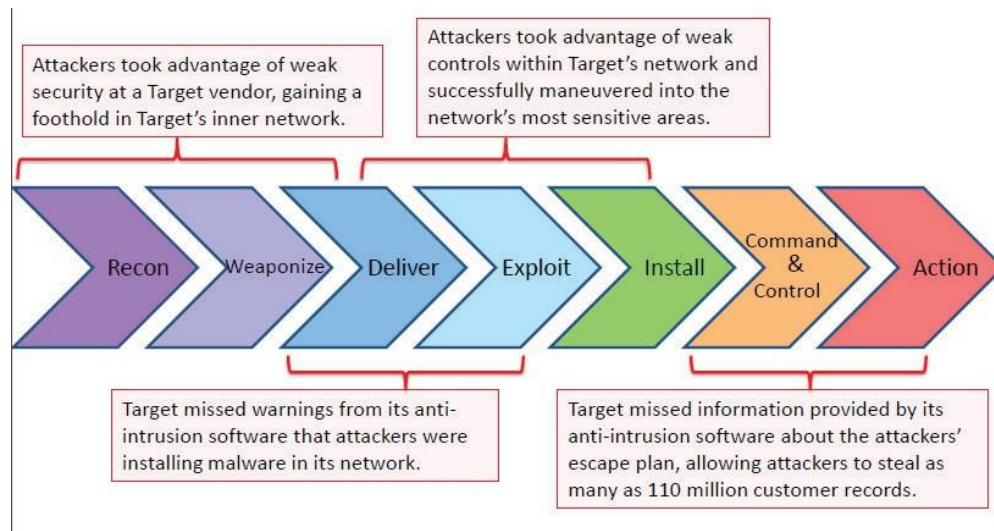 Attackers took advantage of weak
security at a Target vendor, gaining a
foothold in Target's inner network.
Attackers took advantage of weak
controls within Target's network and
successfully maneuvered into the
network's most sensitive areas.
Recon
Weaponize
Deliver
Exploit
Install
Command
&
Control
Action
Target missed warnings from its anti-
intrusion software that attackers were
installing malware in its network.
Target missed information provided by its
anti-intrusion software about the attackers'
escape plan, allowing attackers to steal as
many as 110 million customer records.